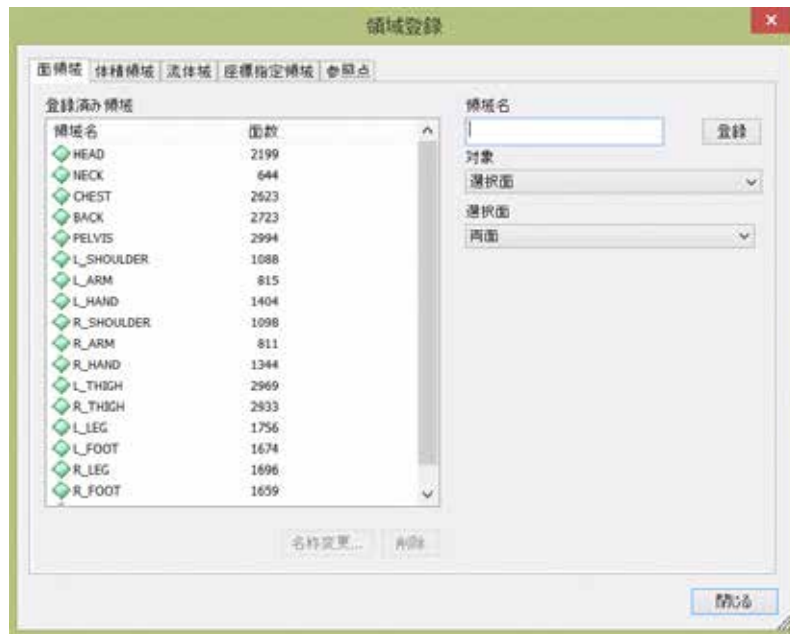 領域登録
面領域 体積領域 流体域 座標指定領域 参照点
登録済み領域
領域名 面数
HEAD 2199
NECK 644
CHEST 2623
BACK 2723
PELVIS 2994
L_SHOULDER 1088
L_ARM 815
L_HAND 1404
R_SHOULDER 1098
R_ARM 811
R_HAND 1344
L_THIGH 2969
R_THIGH 2933
L_LEG 1756
L_FOOT 1674
R_LEG 1696
R_FOOT 1659
名称変更... 削除
領域名
登録
対象
選択面
選択面
両面
閉じる